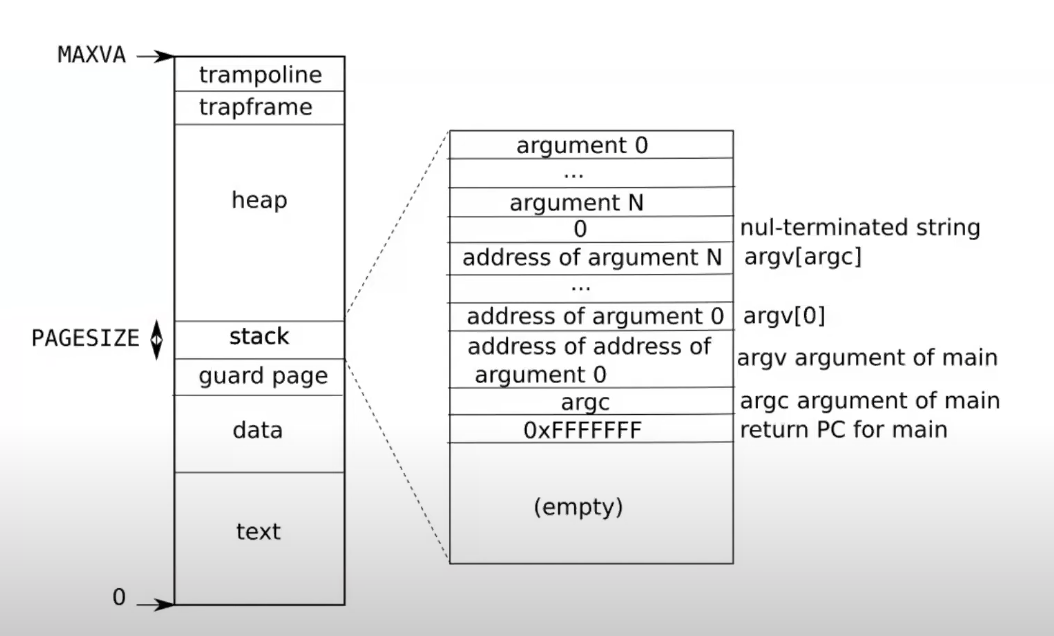 MAXVA
trampoline
trapframe
heap
PAGESIZE
stack
guard page
data
text
0
argument 0
...
argument N
0
nul-terminated string
address of argument N
argv[argc]
...
address of argument 0
argv[0]
address of address of
argument 0
argv argument of main
argc
argc argument of main
0xFFFFFFF
return PC for main
(empty)